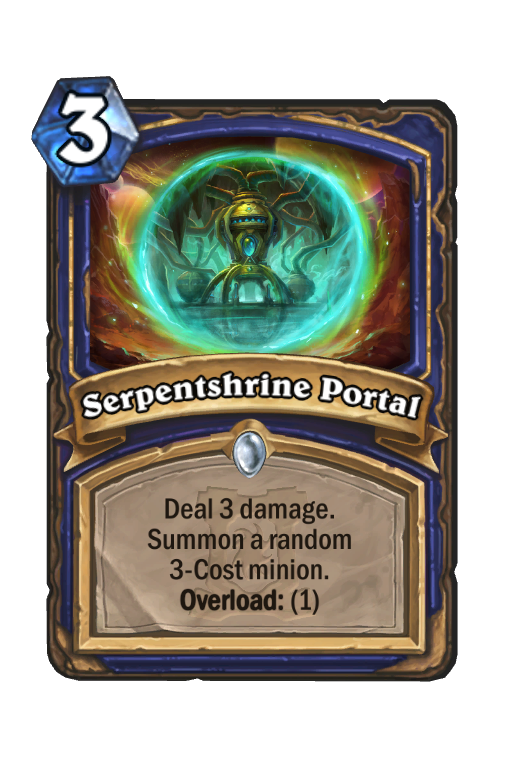 3
Serpentshrine Portal
Deal 3 damage.
Summon a random
3-Cost minion.
Overload: (1)